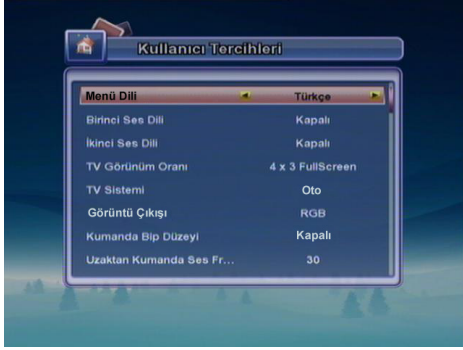 Kullanıcı Tercihleri
Menü Dili Türkçe
Birinci Ses Dili Kapalı
İkinci Ses Dili Kapalı
TV Görünüm Oranı 4 x 3 FullScreen
TV Sistemi Oto
Görüntü Çıkışı RGB
Kumanda Bip Düzeyi Kapalı
Uzaktan Kumanda Ses Fr... 30